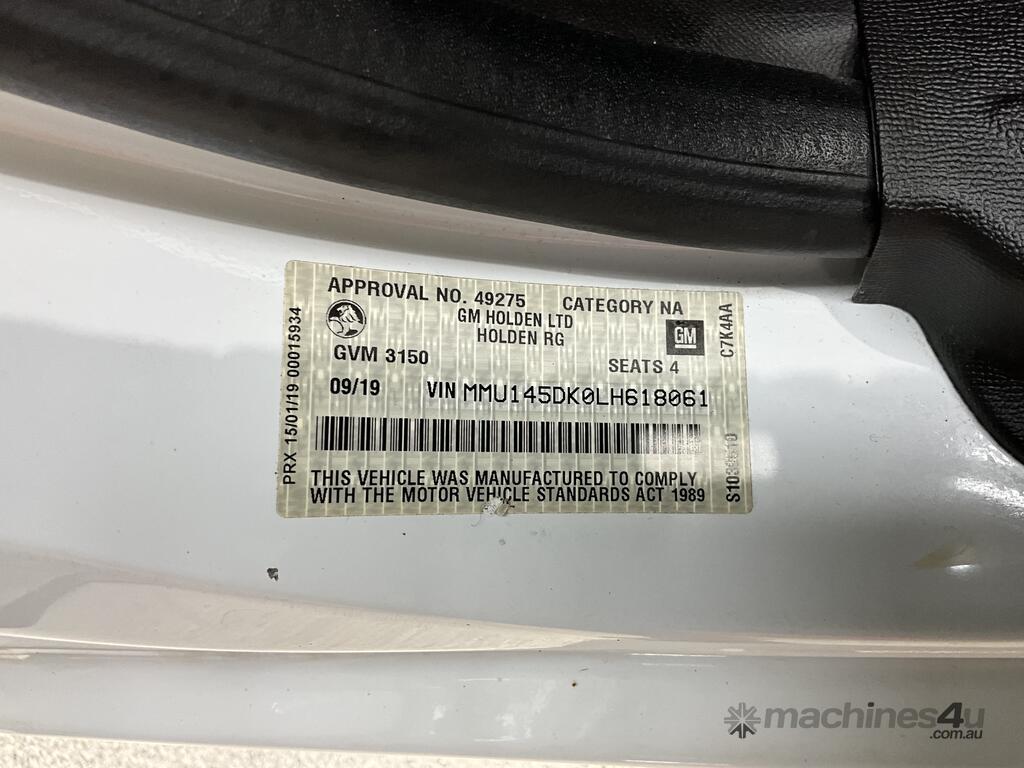 APPROVAL NO. 49275 CATEGORY NA
GM HOLDEN LTD
HOLDEN RG
GM
GVM 3150 SEATS 4
09/19 VIN MMU145DK0LH618061
THIS VEHICLE WAS MANUFACTURED TO COMPLY
WITH THE MOTOR VEHICLE STANDARDS ACT 1989
PRX 15/01/19-00015934
C7K4AA
machines4u
.com.au